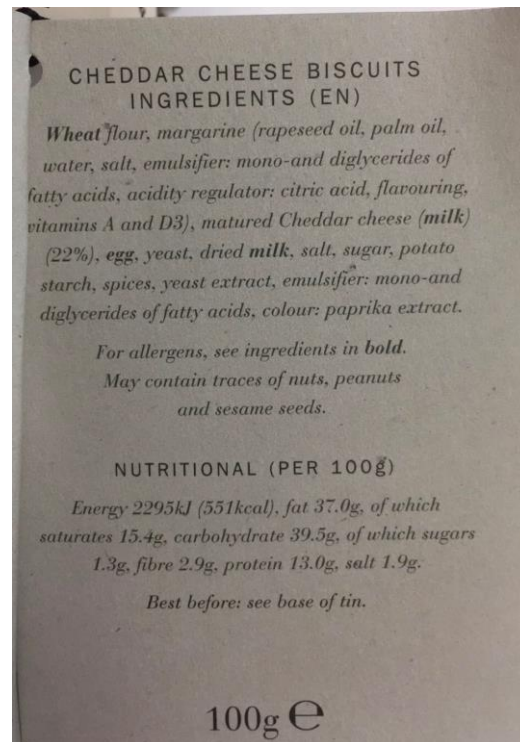 CHEDDAR CHEESE BISCUITS
INGREDIENTS (EN)
Wheat flour, margarine (rapeseed oil, palm oil,
water, salt, emulsifier: mono-and diglycerides of
fatty acids, acidity regulator: citric acid, flavouring,
vitamins A and D3), matured Cheddar cheese (milk)
(22%), egg, yeast, dried milk, salt, sugar, potato
starch, spices, yeast extract, emulsifier: mono-and
diglycerides of fatty acids, colour: paprika extract.
For allergens, see ingredients in bold.
May contain traces of nuts, peanuts
and sesame seeds.
NUTRITIONAL (PER 100g)
Energy 2295kJ (551kcal), fat 37.0g, of which
saturates 15.4g, carbohydrate 39.5g, of which sugars
1.3g, fibre 2.9g, protein 13.0g, salt 1.9g.
Best before: see base of tin.
100g ℮